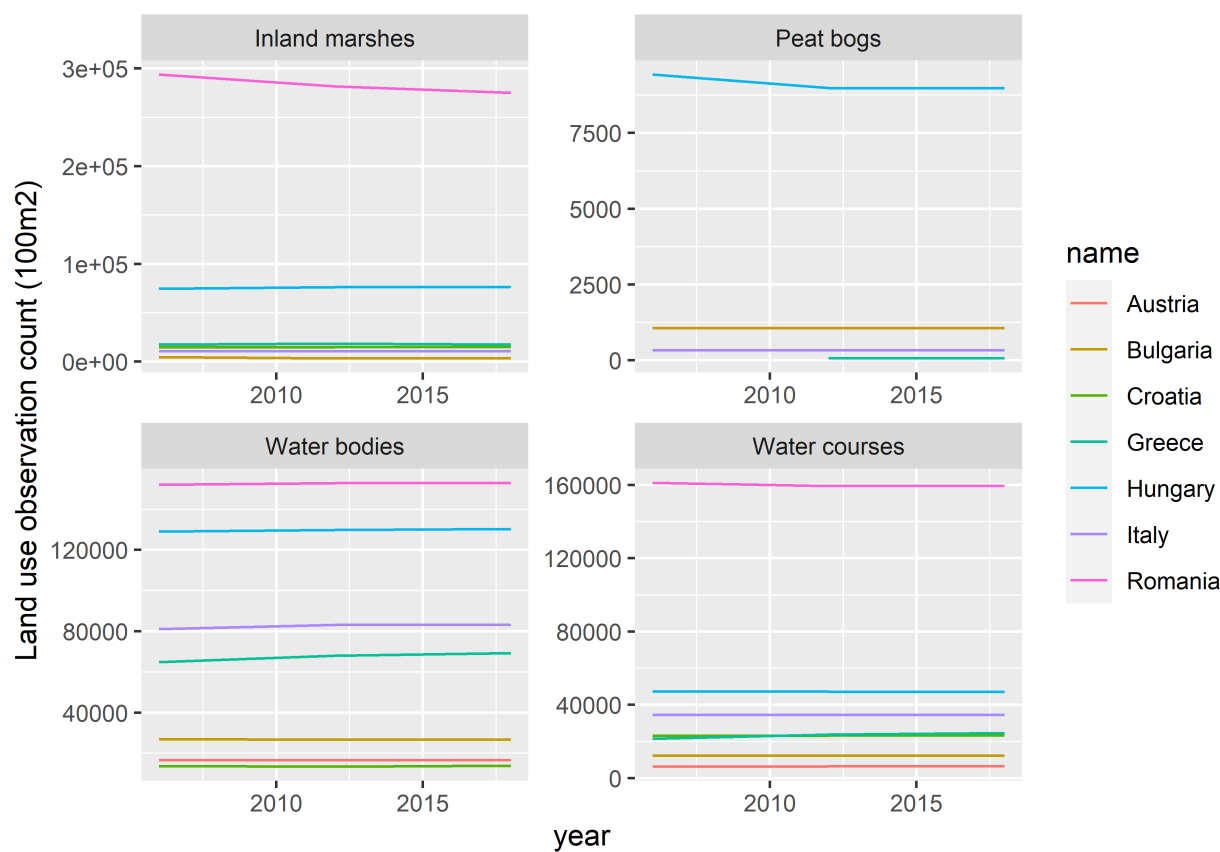 Inland marshes
Peat bogs
3e+05
2e+05
1e+05
0e+00
7500
5000
2500
0
2010 2015
2010 2015
Water bodies
Water courses
120000
80000
40000
160000
120000
80000
40000
0
2010 2015
2010 2015
year
Land use observation count (100m2)
name
Austria
Bulgaria
Croatia
Greece
Hungary
Italy
Romania